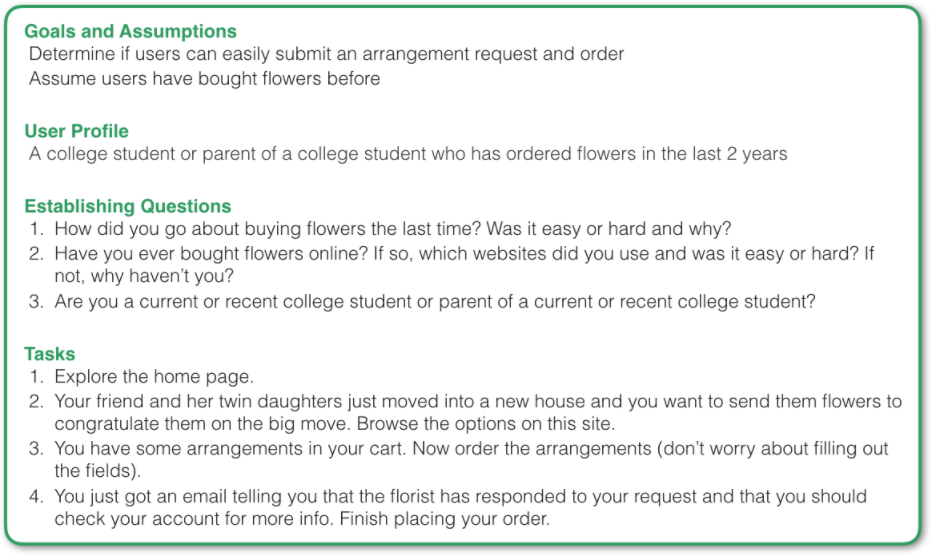 Goals and Assumptions
Determine if users can easily submit an arrangement request and order
Assume users have bought flowers before
User Profile
A college student or parent of a college student who has ordered flowers in the last 2 years
Establishing Questions
1. How did you go about buying flowers the last time? Was it easy or hard and why?
2. Have you ever bought flowers online? If so, which websites did you use and was it easy or hard? If
not, why haven't you?
3. Are you a current or recent college student or parent of a current or recent college student?
Tasks
1. Explore the home page.
2. Your friend and her twin daughters just moved into a new house and you want to send them flowers to
congratulate them on the big move. Browse the options on this site.
3. You have some arrangements in your cart. Now order the arrangements (don't worry about filling out
the fields).
4. You just got an email telling you that the florist has responded to your request and that you should
check your account for more info. Finish placing your order.